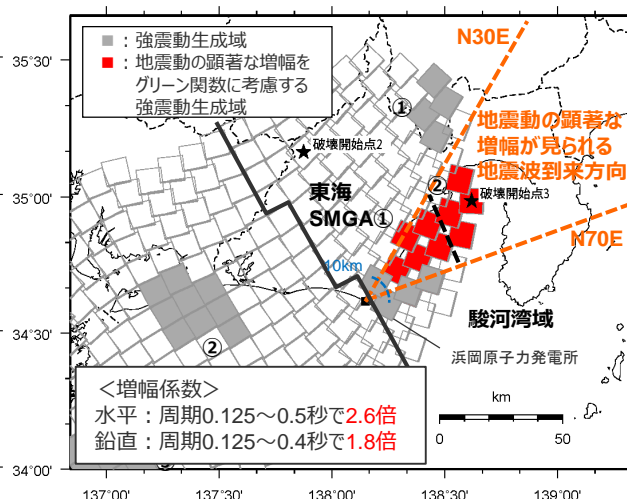 ■：強震動生成域
■：地震動の顕著な増幅を
グリーン関数に考慮する
強震動生成域
N30E
地震動の顕著な
増幅が見られる
地震波到来方向
①
★破壊開始点2
②
★破壊開始点3
東海
SMGA①
N70E
10km
駿河湾域
浜岡原子力発電所
②
＜増幅係数＞
水平：周期0.125～0.5秒で2.6倍
鉛直：周期0.125～0.4秒で1.8倍
km
0 50
35°30'
35°00'
34°30'
34°00'
137°00' 137°30' 138°00' 138°30' 139°00'